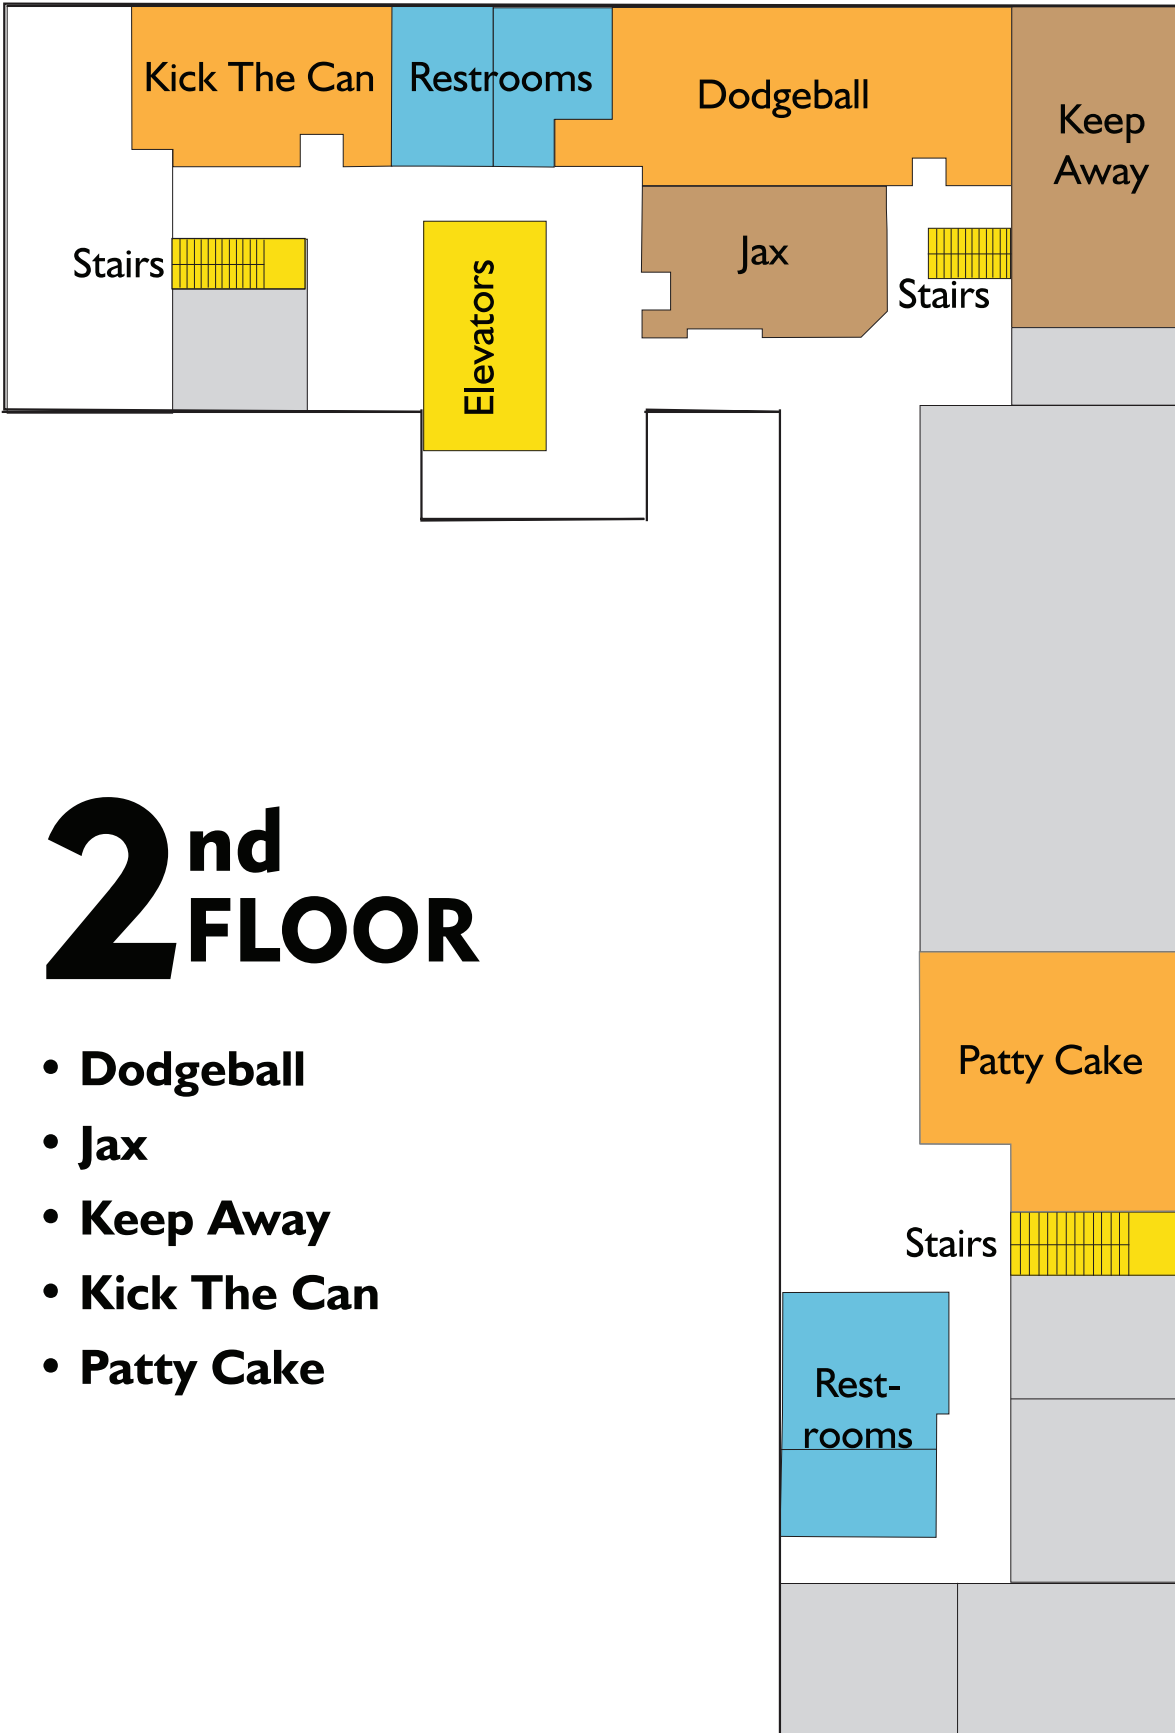 Kick The Can
Restrooms
Dodgeball
Keep
Away
Stairs
Elevators
Jax
Stairs
2nd
FLOOR
• Dodgeball
• Jax
• Keep Away
• Kick The Can
• Patty Cake
Patty Cake
Stairs
Rest-
rooms